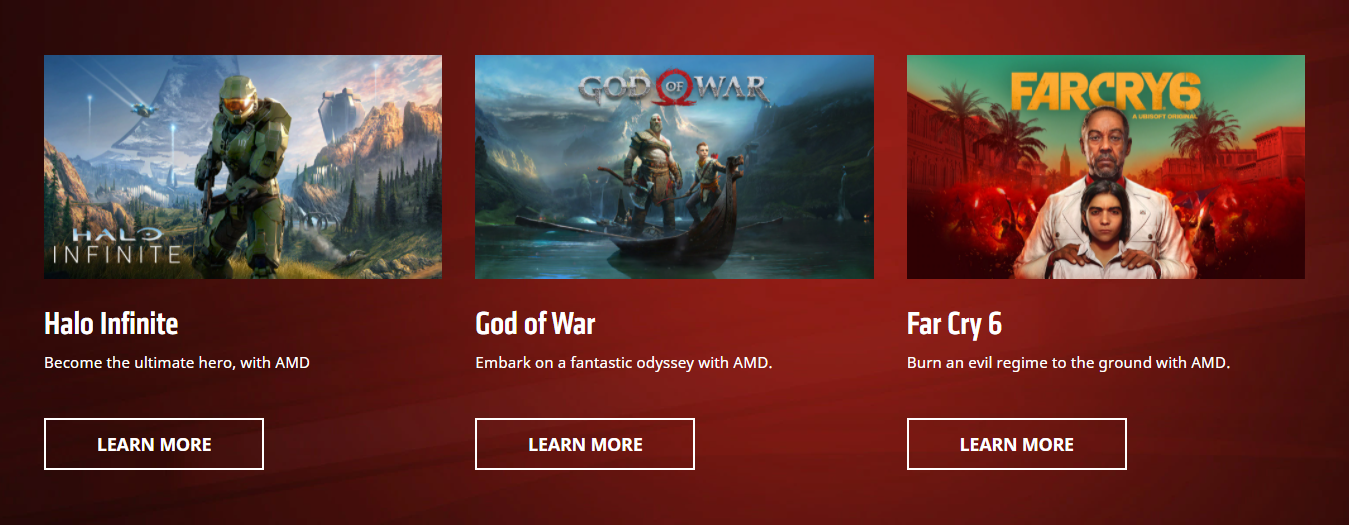 HALO
INFINITE
GOD OF WAR
FARCRY6
A UBISOFT ORIGINAL
Halo Infinite
Become the ultimate hero, with AMD
LEARN MORE
God of War
Embark on a fantastic odyssey with AMD.
LEARN MORE
Far Cry 6
Burn an evil regime to the ground with AMD.
LEARN MORE